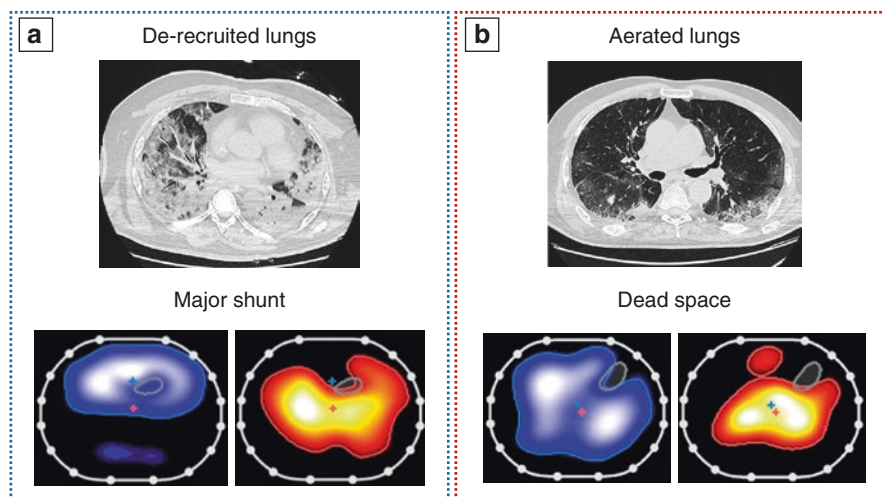 a
De-recruited lungs
Major shunt
b
Aerated lungs
Dead space